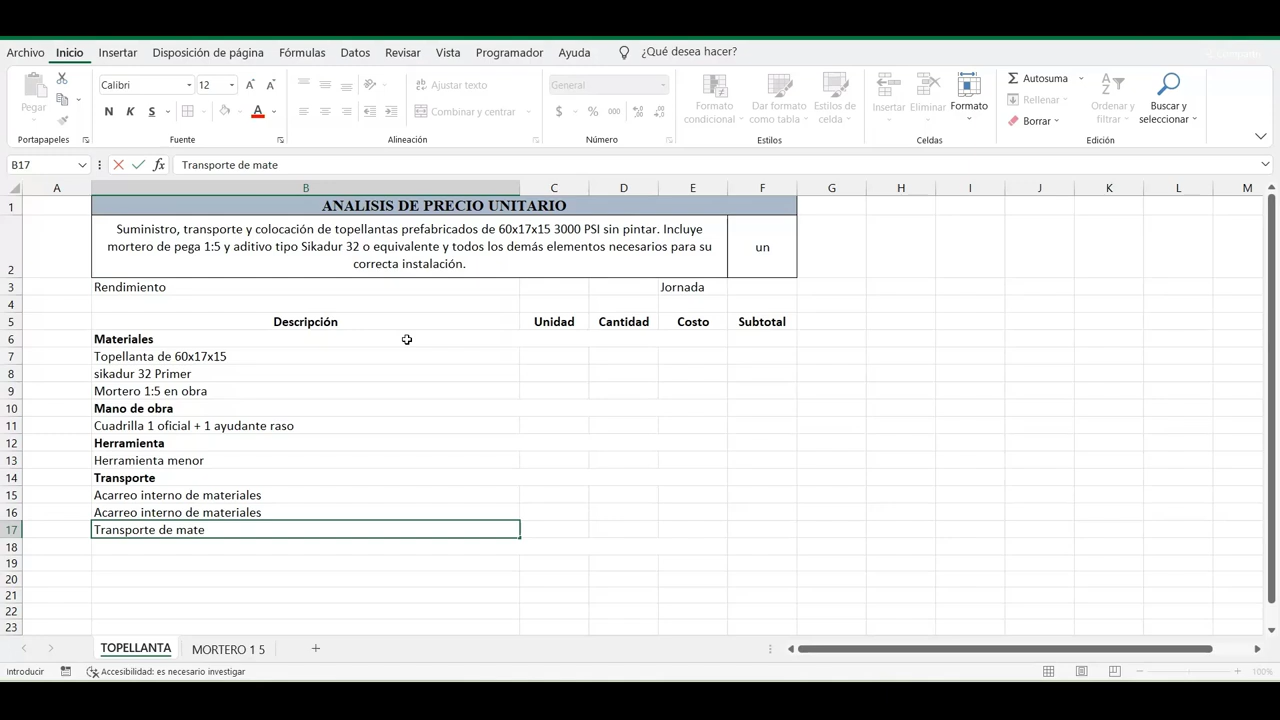 Archivo Inicio Insertar Disposición de página Fórmulas Datos Revisar Vista Programador Ayuda ¿Qué desea hacer?
Pegar
Portapapeles
Calibri 12
N K S
Fuente
Ajustar texto
Combinar y centrar
Alineación
General
$ % 000
Número
Formato condicional
Dar formato como tabla
Estilos de celda
Estilos
Insertar Eliminar Formato
Celdas
Autosuma
Rellenar
Borrar
Ordenar y filtrar
Buscar y seleccionar
Edición
B17 fx Transporte de mate
A B C D E F G H I J K L M
1 ANALISIS DE PRECIO UNITARIO
Suministro, transporte y colocación de topellantas prefabricados de 60x17x15 3000 PSI sin pintar. Incluye
mortero de pega 1:5 y aditivo tipo Sikadur 32 o equivalente y todos los demás elementos necesarios para su un
2 correcta instalación.
3 Rendimiento Jornada
4
5 Descripción Unidad Cantidad Costo Subtotal
6 Materiales
7 Topellanta de 60x17x15
8 sikadur 32 Primer
9 Mortero 1:5 en obra
10 Mano de obra
11 Cuadrilla 1 oficial + 1 ayudante raso
12 Herramienta
13 Herramienta menor
14 Transporte
15 Acarreo interno de materiales
16 Acarreo interno de materiales
17 Transporte de mate
18
19
20
21
22
23
TOPELLANTA MORTERO 1 5
Introducir Accesibilidad: es necesario investigar 100%